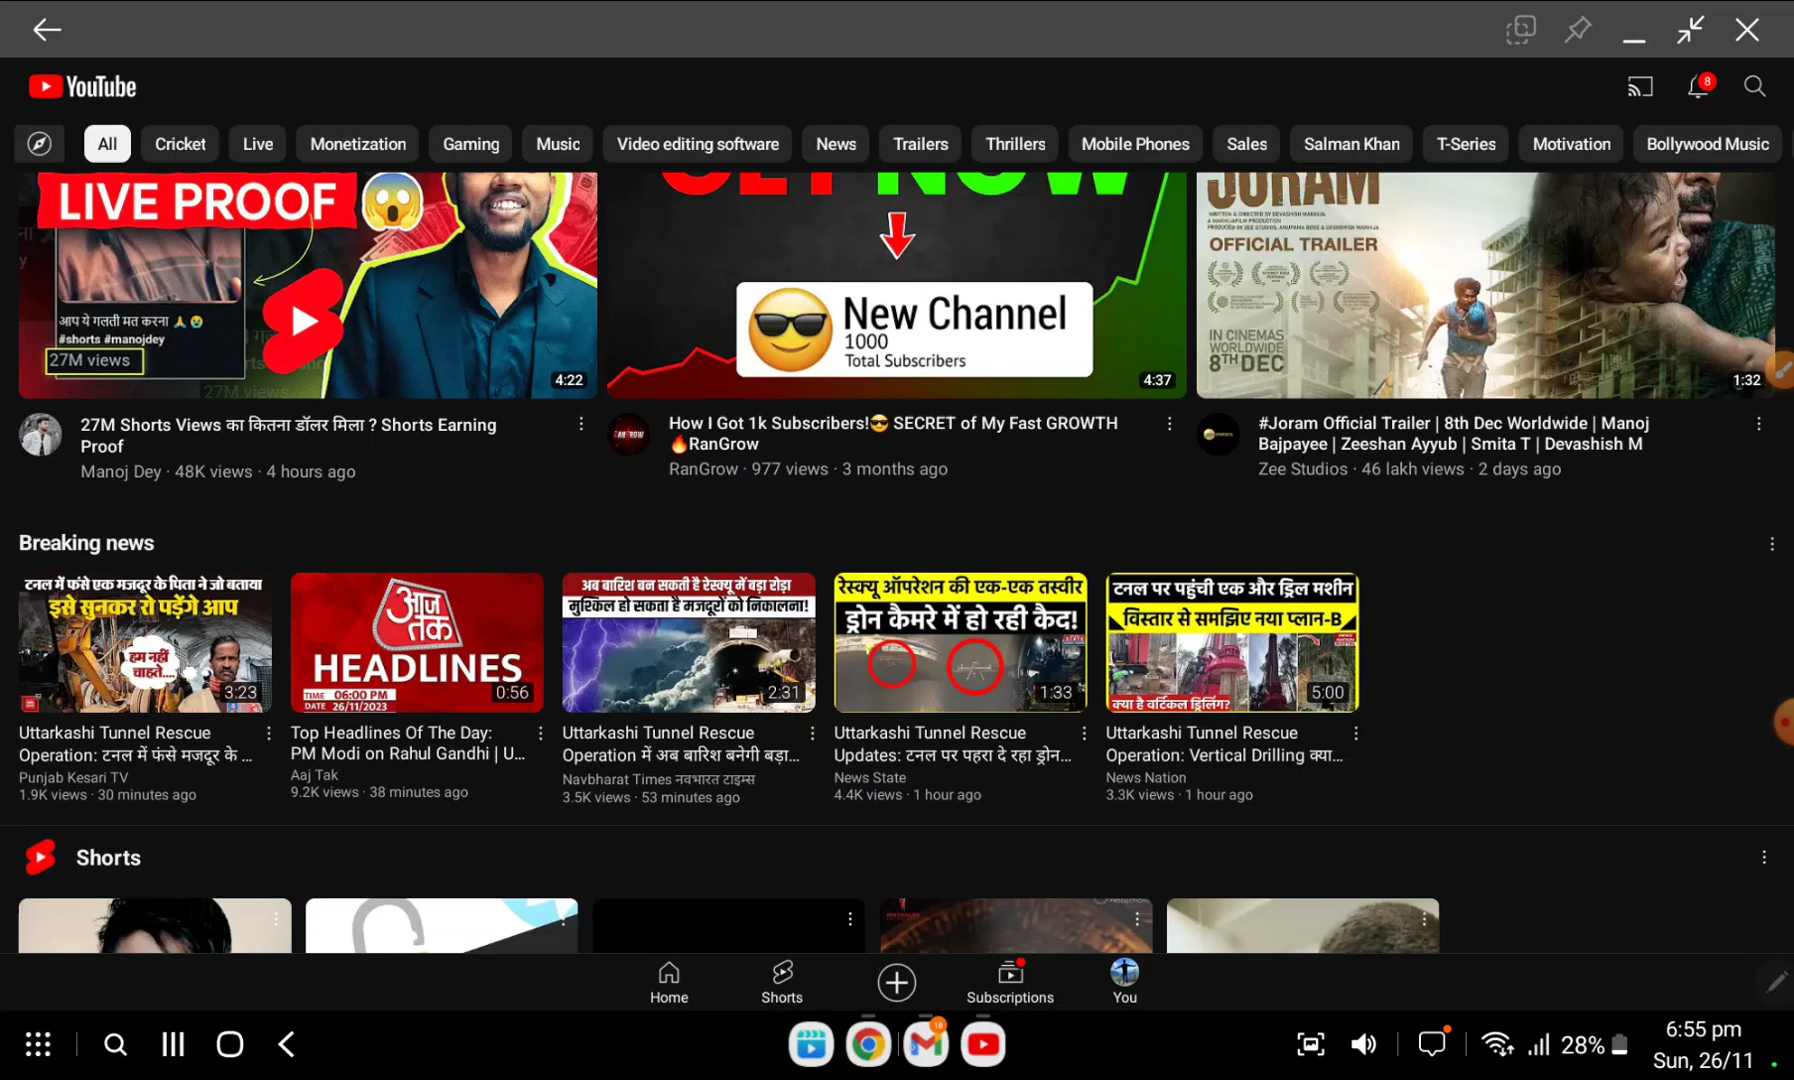 YouTube
8
All Cricket Live Monetization Gaming Music Video editing software News Trailers Thrillers Mobile Phones Sales Salman Khan T-Series Motivation Bollywood Music
LIVE PROOF
आप ये गलती मत करना 🙏 😭
#shorts #manojdey
27M views
27M views
4:22
GET NOW
New Channel
1000
Total Subscribers
4:37
JORAM
OFFICIAL TRAILER
IN CINEMAS
WORLDWIDE
8TH DEC
1:32
27M Shorts Views का कितना डॉलर मिला ? Shorts Earning
Proof
Manoj Dey · 48K views · 4 hours ago
How I Got 1k Subscribers!😎 SECRET of My Fast GROWTH
🔥RanGrow
RanGrow · 977 views · 3 months ago
#Joram Official Trailer | 8th Dec Worldwide | Manoj
Bajpayee | Zeeshan Ayyub | Smita T | Devashish M
Zee Studios · 46 lakh views · 2 days ago
Breaking news
टनल में फंसे एक मजदूर के पिता ने जो बताया
इसे सुनकर रो पड़ेंगे आप
हम नहीं
चाहते....
3:23
आज
तक
HEADLINES
TIME 06:00 PM
DATE 26/11/2023
0:56
अब बारिश बन सकती है रेस्क्यू में बड़ा रोड़ा
मुश्किल हो सकता है मजदूरों को निकालना!
2:31
रेस्क्यू ऑपरेशन की एक-एक तस्वीर
ड्रोन कैमरे में हो रही कैद!
1:33
टनल पर पहुंची एक और ड्रिल मशीन
विस्तार से समझिए नया प्लान-B
क्या है वर्टिकल ड्रिलिंग?
5:00
Uttarkashi Tunnel Rescue
Operation: टनल में फंसे मजदूर के ...
Punjab Kesari TV
1.9K views · 30 minutes ago
Top Headlines Of The Day:
PM Modi on Rahul Gandhi | U...
Aaj Tak
9.2K views · 38 minutes ago
Uttarkashi Tunnel Rescue
Operation में अब बारिश बनेगी बड़ा...
Navbharat Times नवभारत टाइम्स
3.5K views · 53 minutes ago
Uttarkashi Tunnel Rescue
Updates: टनल पर पहरा दे रहा ड्रोन...
News State
4.4K views · 1 hour ago
Uttarkashi Tunnel Rescue
Operation: Vertical Drilling क्या...
News Nation
3.3K views · 1 hour ago
Shorts
Home Shorts Subscriptions You
18
28%
6:55 pm
Sun, 26/11